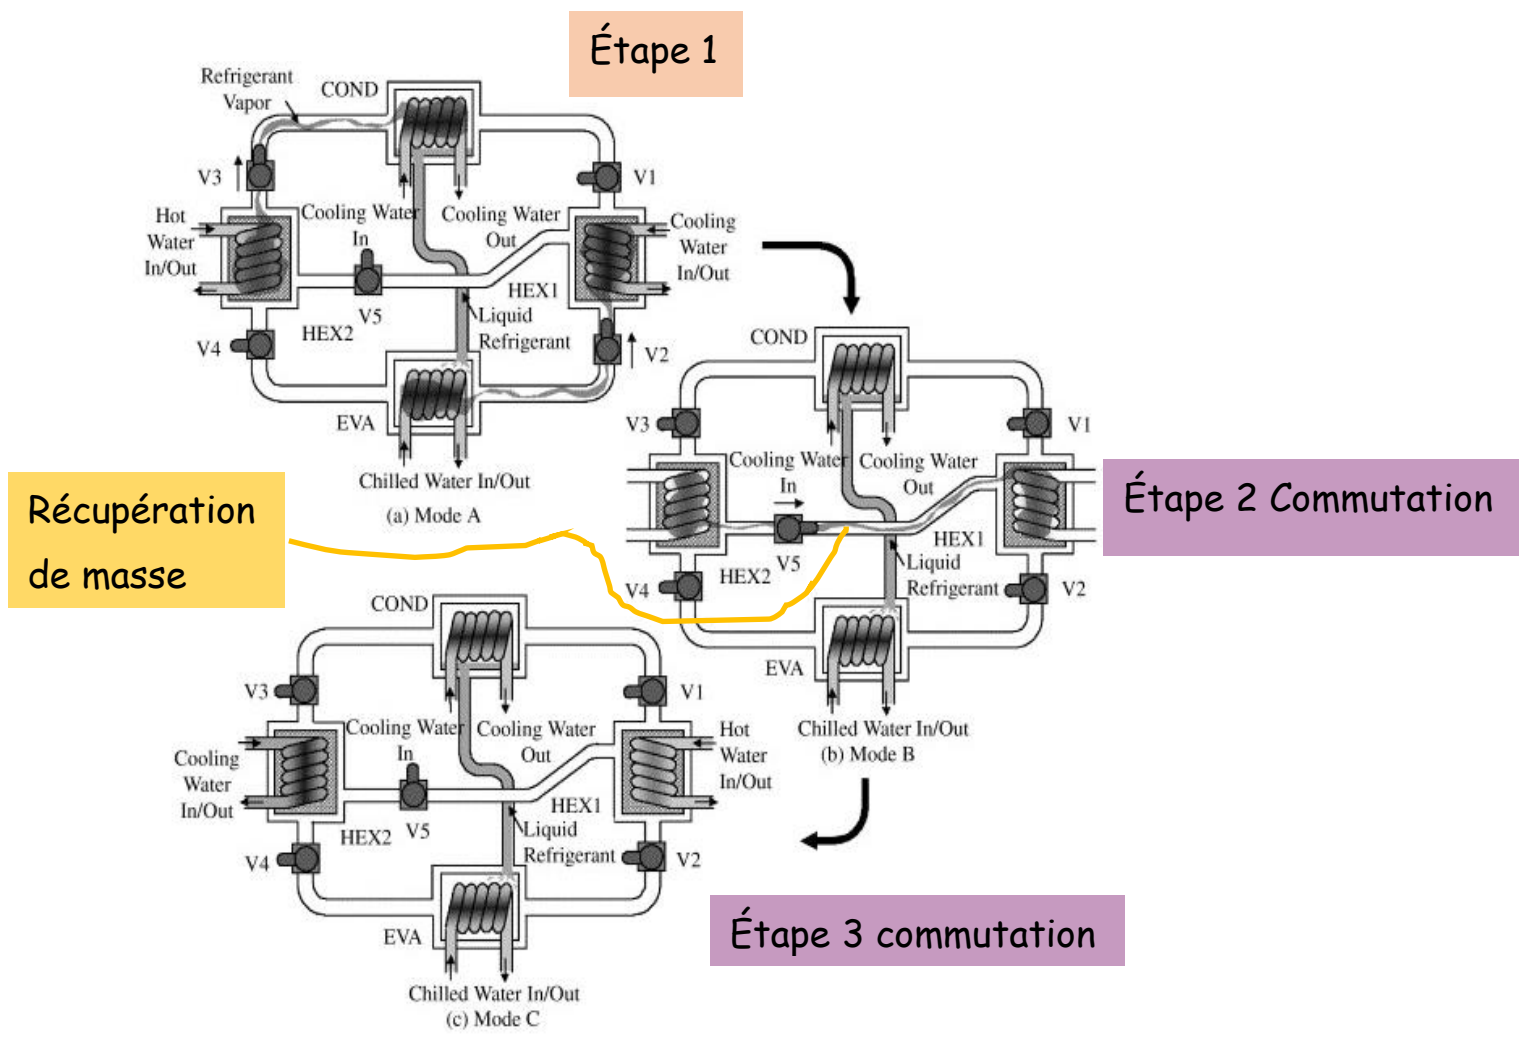 Étape 1
Refrigerant
Vapor
COND
V3
V1
Hot
Water
In/Out
Cooling Water
In
Cooling Water
Out
Cooling
Water
In/Out
V5
HEX1
HEX2
Liquid
Refrigerant
V4
V2
EVA
Chilled Water In/Out
(a) Mode A
COND
V3
V1
Cooling Water
In
Cooling Water
Out
Étape 2 Commutation
Récupération
de masse
HEX1
HEX2
V5
Liquid
Refrigerant
V4
V2
EVA
Chilled Water In/Out
(b) Mode B
COND
V3
V1
Cooling Water
In
Cooling Water
Out
Cooling
Water
In/Out
Hot
Water
In/Out
HEX1
HEX2
V5
Liquid
Refrigerant
V4
V2
EVA
Étape 3 commutation
Chilled Water In/Out
(c) Mode C